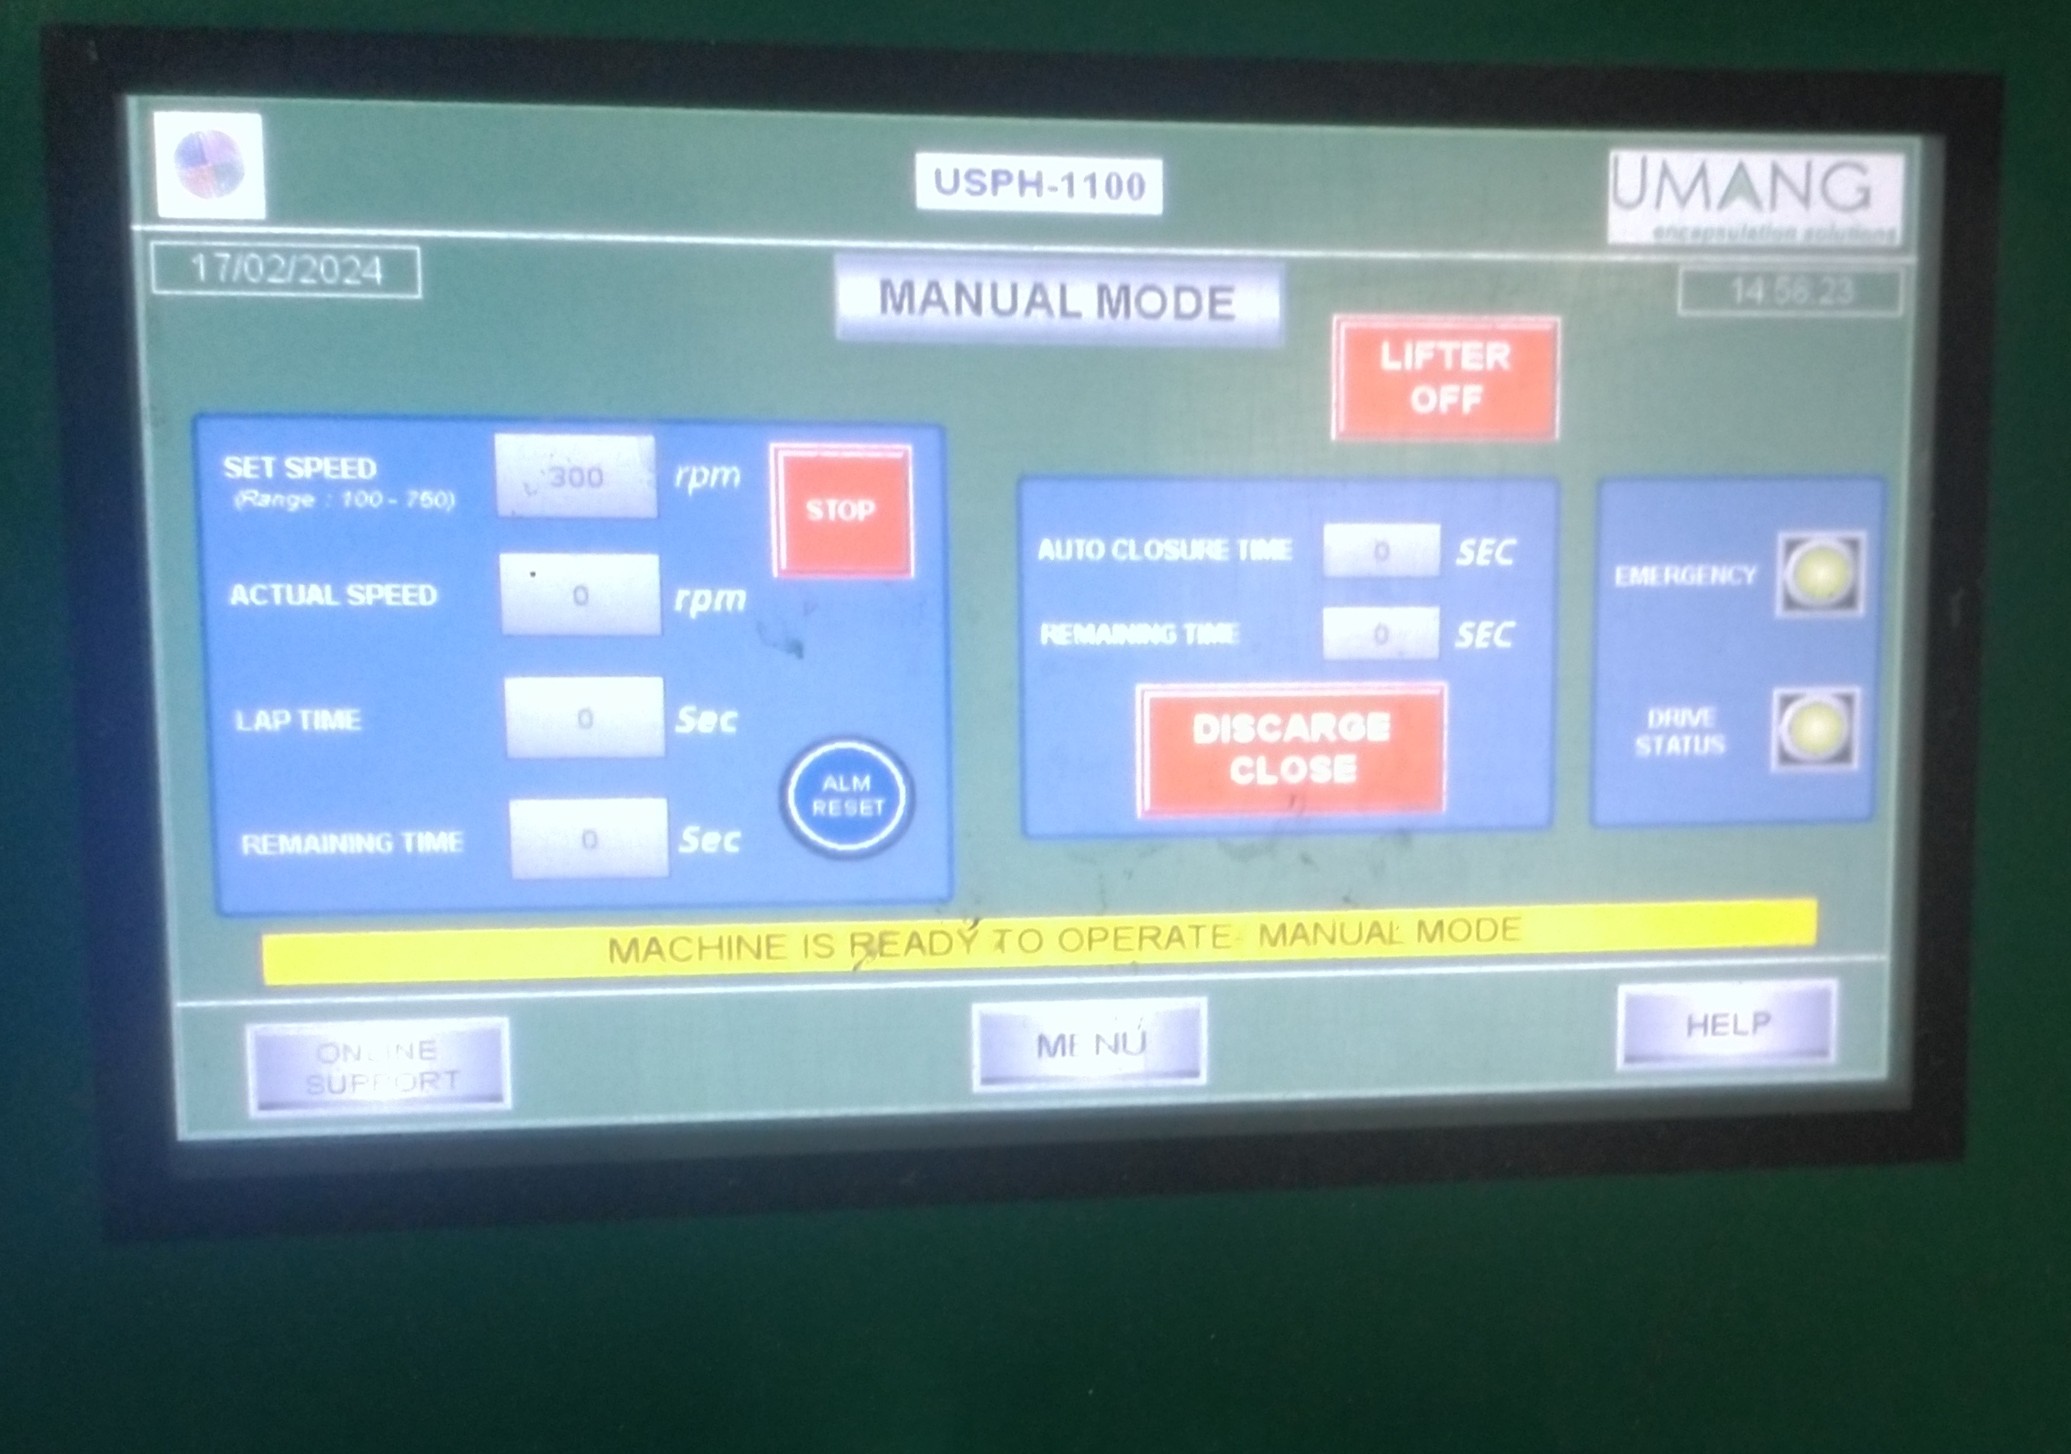 USPH-1100
UMANG
encapsulation solutions
17/02/2024
MANUAL MODE
14:56:23
LIFTER
OFF
SET SPEED
(Range : 100 - 750)
300
rpm
STOP
ACTUAL SPEED
0
rpm
LAP TIME
0
Sec
ALM
RESET
REMAINING TIME
0
Sec
AUTO CLOSURE TIME
0
SEC
REMAINING TIME
0
SEC
DISCARGE
CLOSE
EMERGENCY
DRIVE
STATUS
MACHINE IS READY TO OPERATE- MANUAL MODE
ONLINE
SUPPORT
MENU
HELP